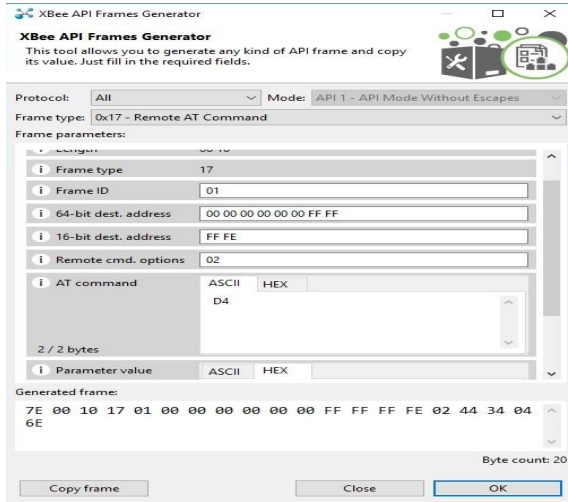 XBee API Frames Generator
XBee API Frames Generator
This tool allows you to generate any kind of API frame and copy
its value. Just fill in the required fields.
Protocol: All Mode: API 1 - API Mode Without Escapes
Frame type: 0x17 - Remote AT Command
Frame parameters:
i Length 00 10
i Frame type 17
i Frame ID 01
i 64-bit dest. address 00 00 00 00 00 00 FF FF
i 16-bit dest. address FF FE
i Remote cmd. options 02
i AT command ASCII HEX
D4
2 / 2 bytes
i Parameter value ASCII HEX
Generated frame:
7E 00 10 17 01 00 00 00 00 00 00 FF FF FF FE 02 44 34 04
6E
Byte count: 20
Copy frame Close OK